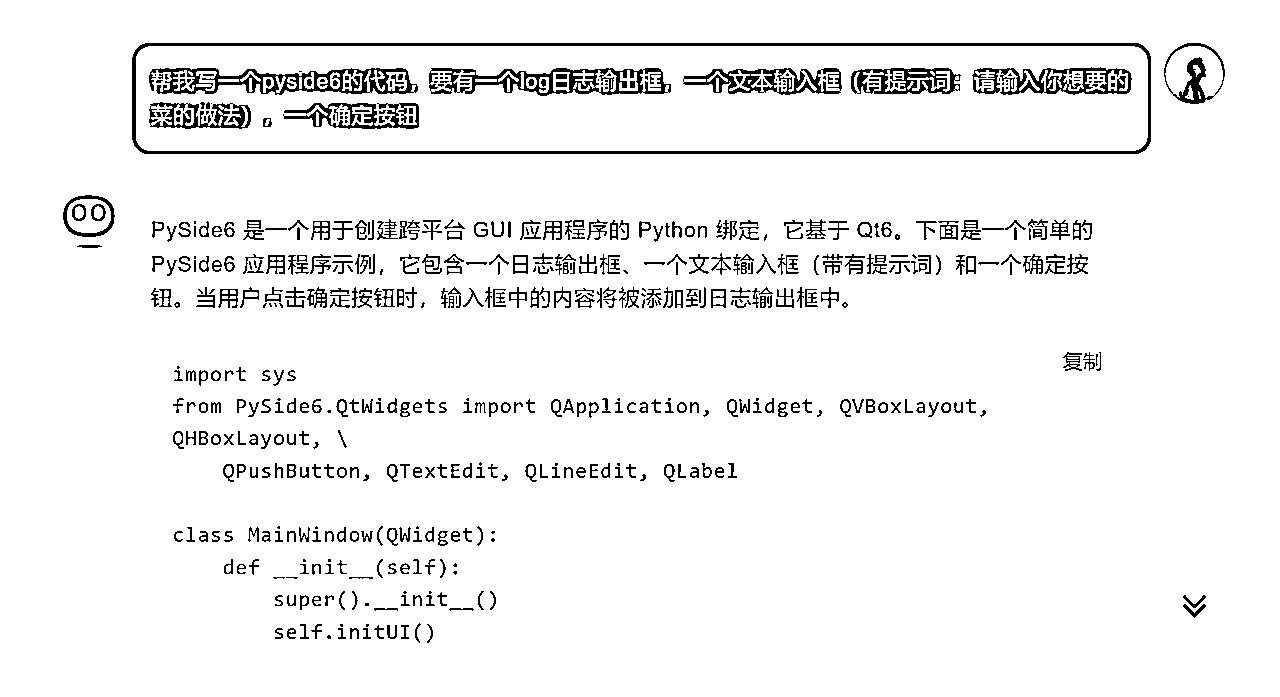 帮我写一个pyside6的代码，要有一个log日志输出框，一个文本输入框（有提示词：请输入你想要的
菜的做法），一个确定按钮
PySide6 是一个用于创建跨平台 GUI 应用程序的 Python 绑定，它基于 Qt6。下面是一个简单的
PySide6 应用程序示例，它包含一个日志输出框、一个文本输入框（带有提示词）和一个确定按
钮。当用户点击确定按钮时，输入框中的内容将被添加到日志输出框中。
复制
import sys
from PySide6.QtWidgets import QApplication, QWidget, QVBoxLayout,
QHBoxLayout, \
    QPushButton, QTextEdit, QLineEdit, QLabel
class MainWindow(QWidget):
    def __init__(self):
        super().__init__()
        self.initUI()